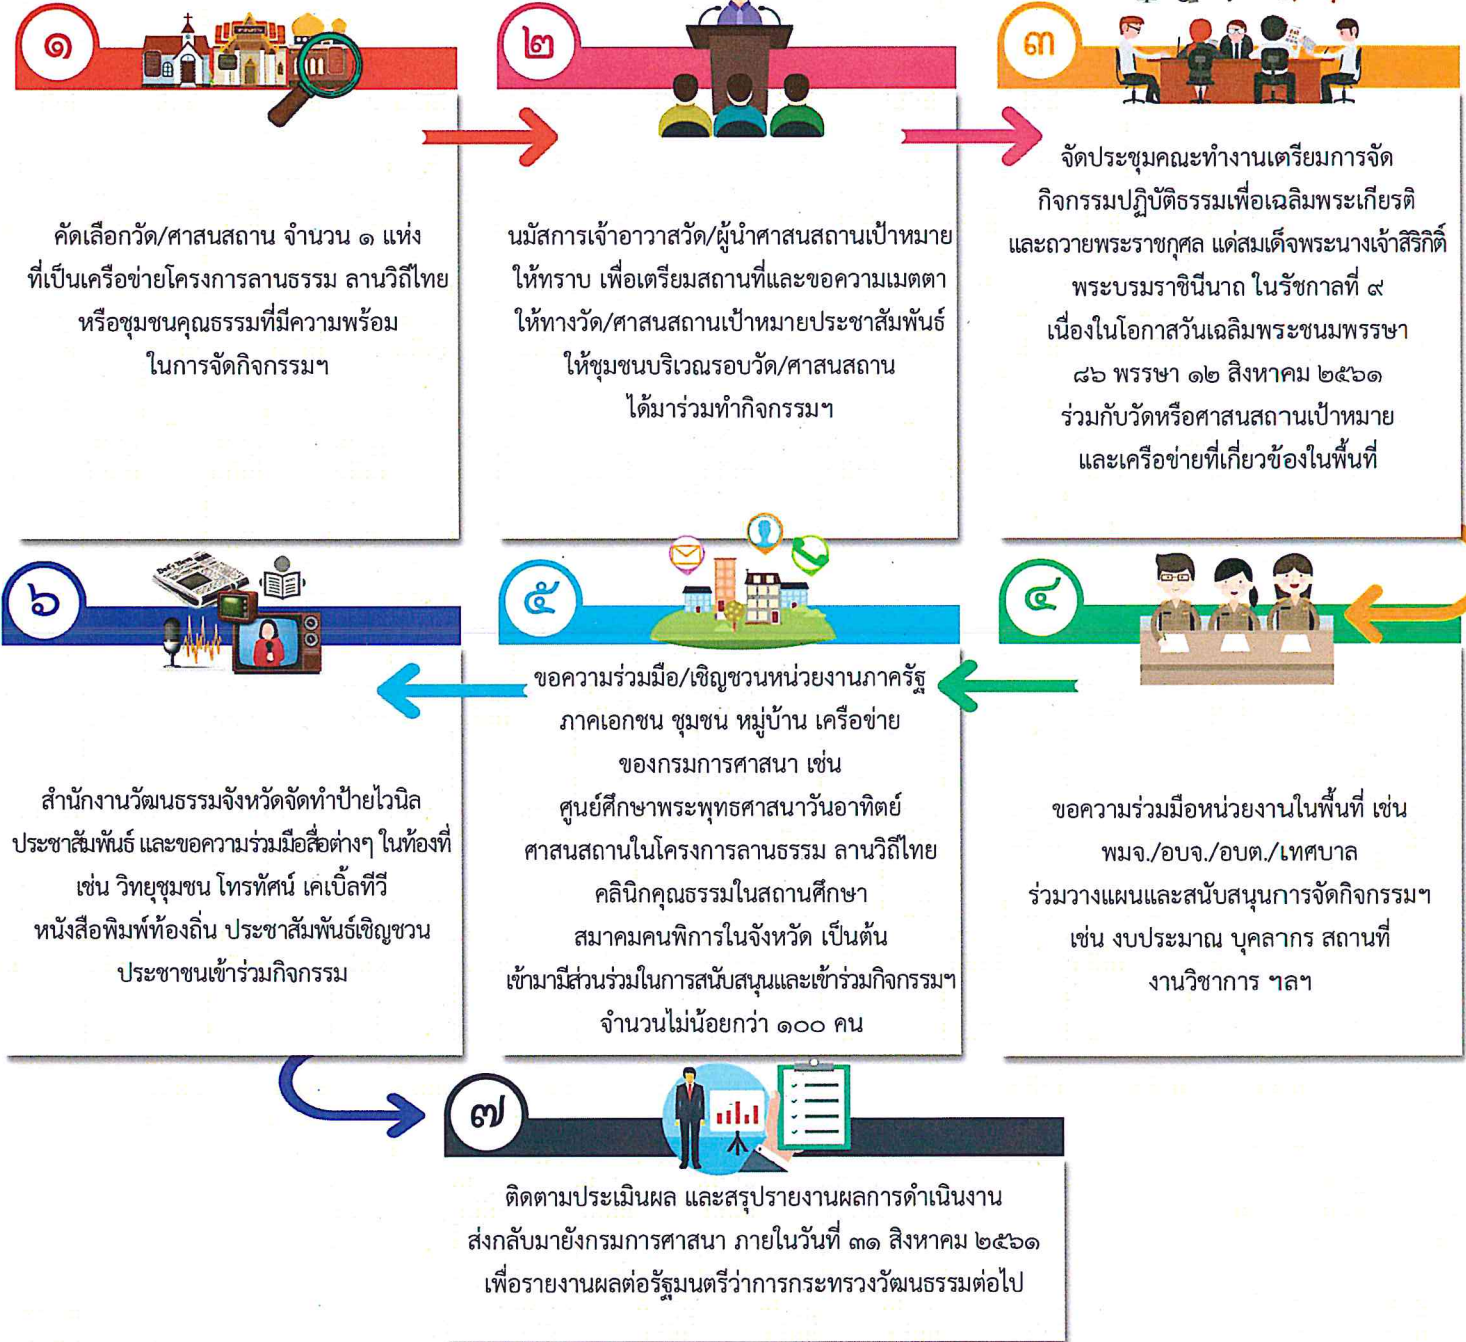 ๑
คัดเลือกวัด/ศาสนสถาน จำนวน ๑ แห่ง
ที่เป็นเครือข่ายโครงการลานธรรม ลานวิถีไทย
หรือชุมชนคุณธรรมที่มีความพร้อม
ในการจัดกิจกรรมฯ
๒
นมัสการเจ้าอาวาสวัด/ผู้นำศาสนสถานเป้าหมาย
ให้ทราบ เพื่อเตรียมสถานที่และขอความเมตตา
ให้ทางวัด/ศาสนสถานเป้าหมายประชาสัมพันธ์
ให้ชุมชนบริเวณรอบวัด/ศาสนสถาน
ได้มาร่วมทำกิจกรรมฯ
๓
จัดประชุมคณะทำงานเตรียมการจัด
กิจกรรมปฏิบัติธรรมเพื่อเฉลิมพระเกียรติ
และถวายพระราชกุศล แด่สมเด็จพระนางเจ้าสิริกิติ์
พระบรมราชินีนาถ ในรัชกาลที่ ๙
เนื่องในโอกาสวันเฉลิมพระชนมพรรษา
๘๖ พรรษา ๑๒ สิงหาคม ๒๕๖๑
ร่วมกับวัดหรือศาสนสถานเป้าหมาย
และเครือข่ายที่เกี่ยวข้องในพื้นที่
๔
ขอความร่วมมือหน่วยงานในพื้นที่ เช่น
พมจ./อบจ./อบต./เทศบาล
ร่วมวางแผนและสนับสนุนการจัดกิจกรรมฯ
เช่น งบประมาณ บุคลากร สถานที่
งานวิชาการ ฯลฯ
๕
ขอความร่วมมือ/เชิญชวนหน่วยงานภาครัฐ
ภาคเอกชน ชุมชน หมู่บ้าน เครือข่าย
ของกรมการศาสนา เช่น
ศูนย์ศึกษาพระพุทธศาสนาวันอาทิตย์
ศาสนสถานในโครงการลานธรรม ลานวิถีไทย
คลินิกคุณธรรมในสถานศึกษา
สมาคมคนพิการในจังหวัด เป็นต้น
เข้ามามีส่วนร่วมในการสนับสนุนและเข้าร่วมกิจกรรมฯ
จำนวนไม่น้อยกว่า ๑๐๐ คน
๖
สำนักงานวัฒนธรรมจังหวัดจัดทำป้ายไวนิล
ประชาสัมพันธ์ และขอความร่วมมือสื่อต่างๆ ในท้องที่
เช่น วิทยุชุมชน โทรทัศน์ เคเบิ้ลทีวี
หนังสือพิมพ์ท้องถิ่น ประชาสัมพันธ์เชิญชวน
ประชาชนเข้าร่วมกิจกรรม
๗
ติดตามประเมินผล และสรุปรายงานผลการดำเนินงาน
ส่งกลับมายังกรมการศาสนา ภายในวันที่ ๓๑ สิงหาคม ๒๕๖๑
เพื่อรายงานผลต่อรัฐมนตรีว่าการกระทรวงวัฒนธรรมต่อไป